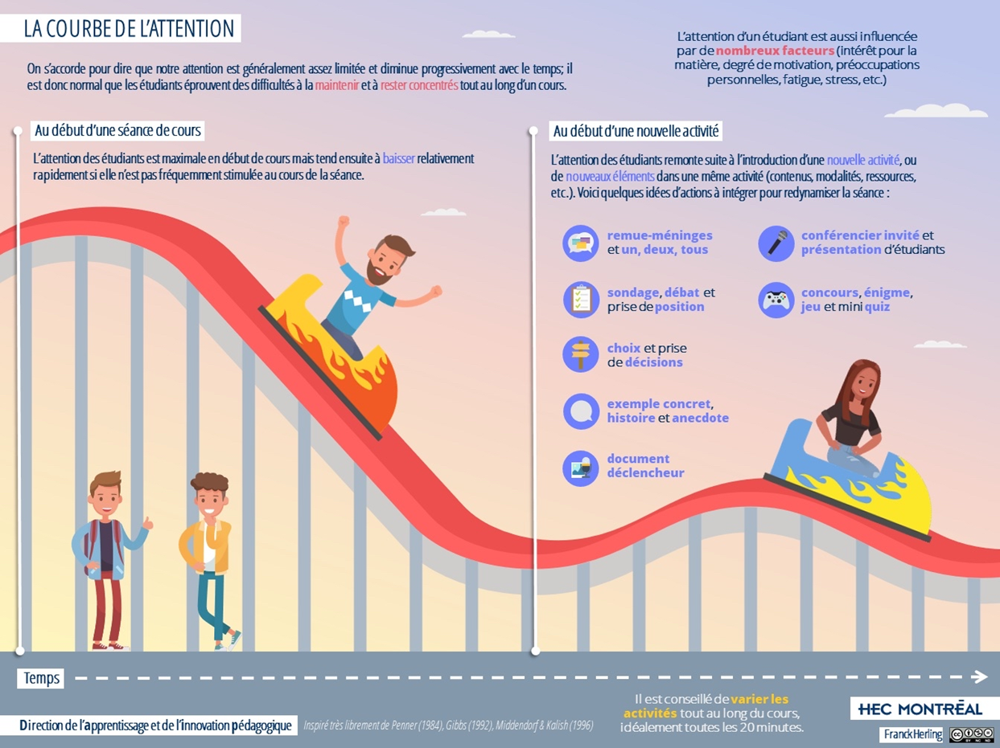 LA COURBE DE L'ATTENTION
On s'accorde pour dire que notre attention est généralement assez limitée et diminue progressivement avec le temps; il
est donc normal que les étudiants éprouvent des difficultés à la maintenir et à rester concentrés tout au long d'un cours.
L'attention d'un étudiant est aussi influencée
par de nombreux facteurs (intérêt pour la
matière, degré de motivation, préoccupations
personnelles, fatigue, stress, etc.)
Au début d'une séance de cours
L'attention des étudiants est maximale en début de cours mais tend ensuite à baisser relativement
rapidement si elle n'est pas fréquemment stimulée au cours de la séance.
Au début d'une nouvelle activité
L'attention des étudiants remonte suite à l'introduction d'une nouvelle activité, ou
de nouveaux éléments dans une même activité (contenus, modalités, ressources,
etc.). Voici quelques idées d'actions à intégrer pour redynamiser la séance :
remue-méninges
et un, deux, tous
sondage, débat et
prise de position
choix et prise
de décisions
exemple concret,
histoire et anecdote
document
déclencheur
conférencier invité et
présentation d'étudiants
concours, énigme,
jeu et mini quiz
Temps
Il est conseillé de varier les
activités tout au long du cours,
idéalement toutes les 20 minutes.
Direction de l'apprentissage et de l'innovation pédagogique
Inspiré très librement de Penner (1984), Gibbs (1992), Middendorf & Kalish (1996)
HEC MONTRÉAL
Franck Herling
CC BY NC ND